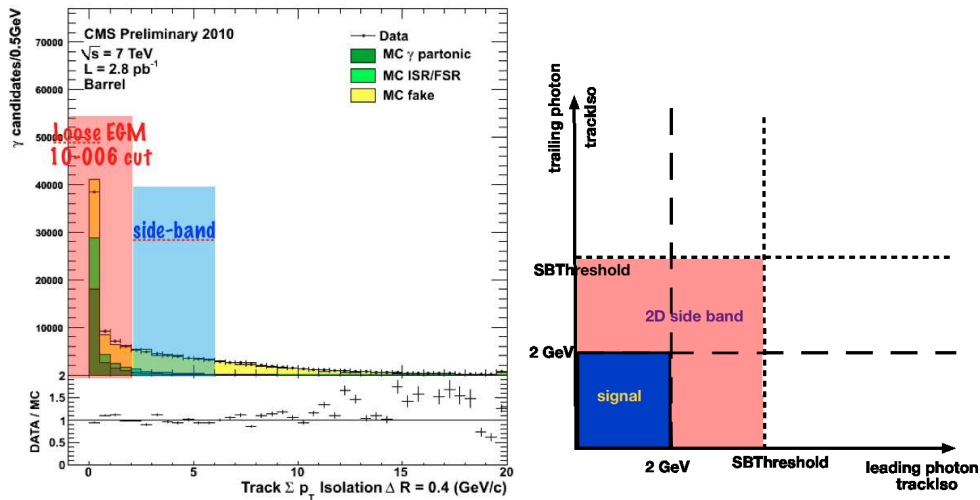 CMS Preliminary 2010
√s = 7 TeV
L = 2.8 pb⁻¹
Barrel
Data
MC γ partonic
MC ISR/FSR
MC fake
γ candidates/0.5GeV
70000
60000
50000
40000
30000
20000
10000
Loose EGM
10-006 cut
side-band
DATA / MC
2
1.5
1
0.5
0
0 5 10 15 20
Track Σ p_T Isolation Δ R = 0.4 (GeV/c)
trailing photon
trackIso
SBThreshold
2D side band
2 GeV
signal
2 GeV
SBThreshold
leading photon
trackIso